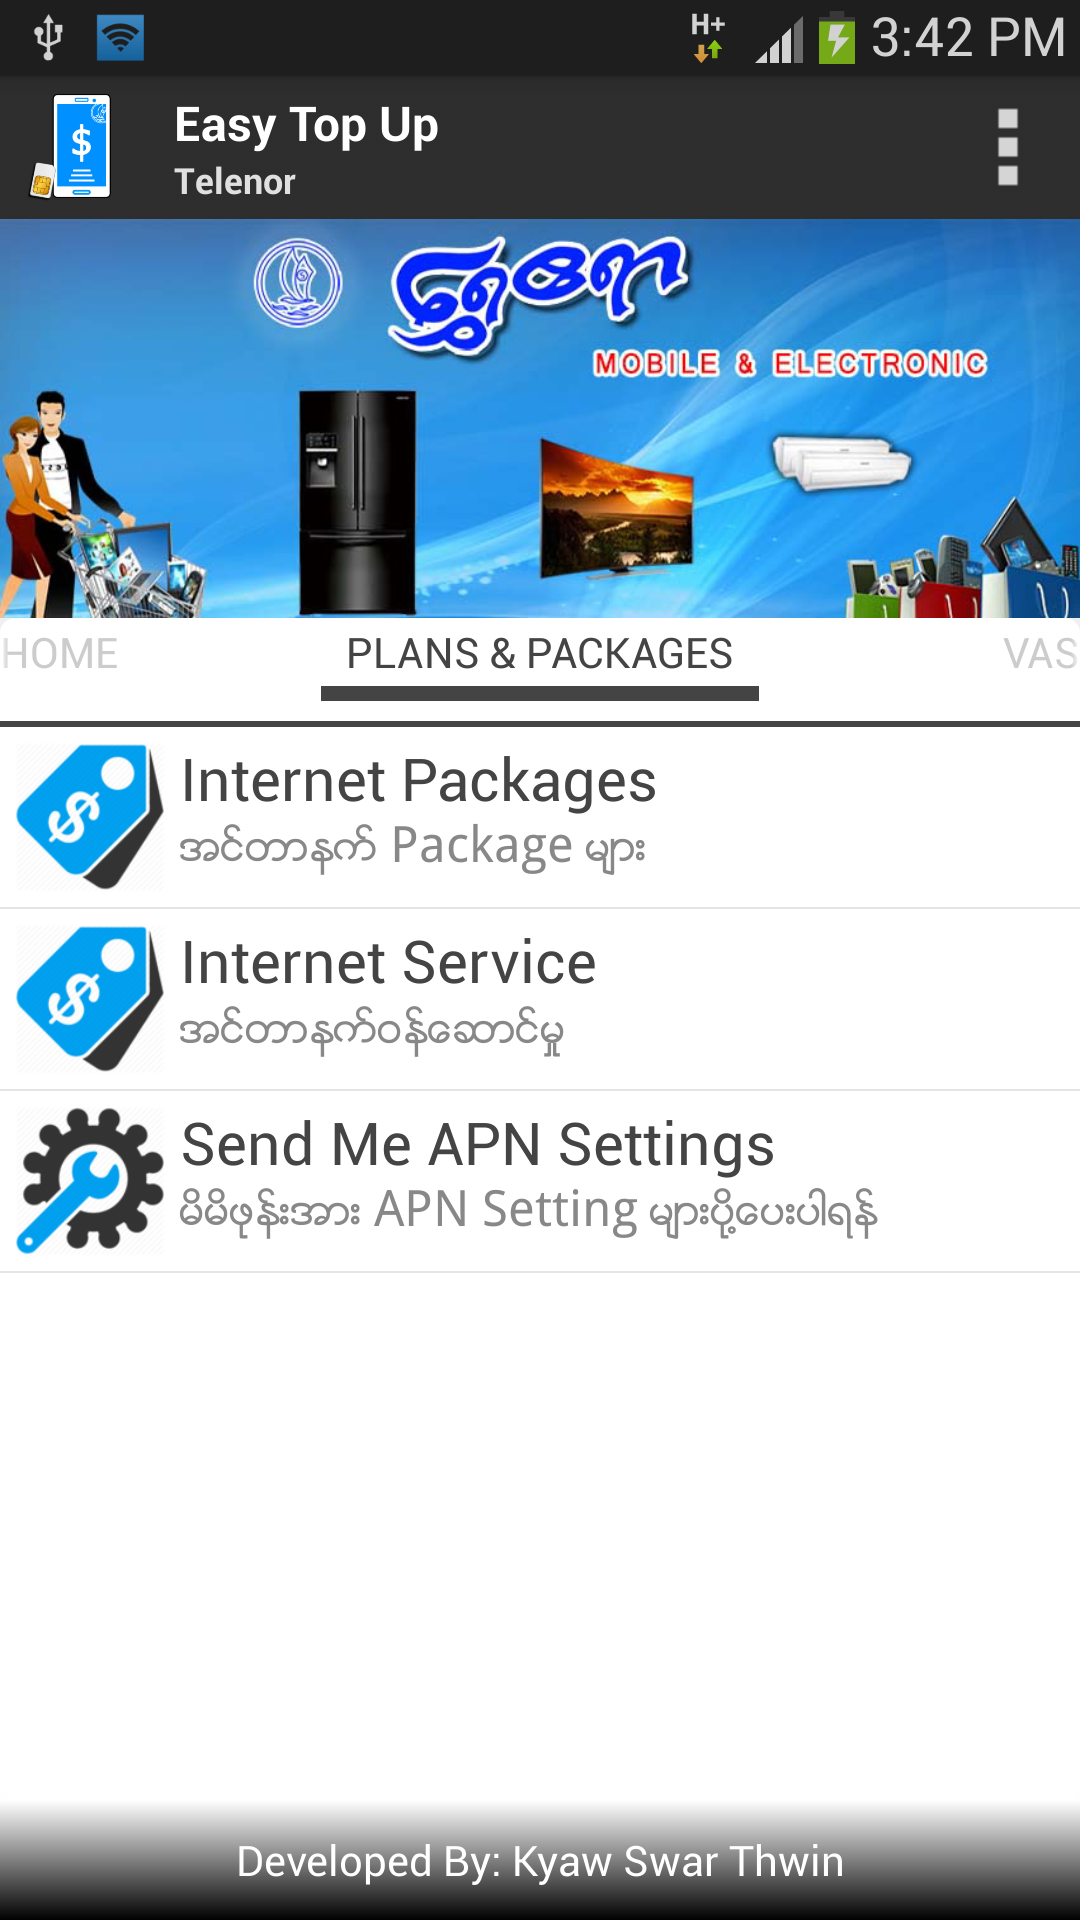 H+
3:42 PM
Easy Top Up
Telenor
ရွှေရော
MOBILE & ELECTRONIC
HOME
PLANS & PACKAGES
VAS
Internet Packages
အင်တာနက် Package များ
Internet Service
အင်တာနက်ဝန်ဆောင်မှု
Send Me APN Settings
မိမိဖုန်းအား APN Setting များပို့ပေးပါရန်
Developed By: Kyaw Swar Thwin